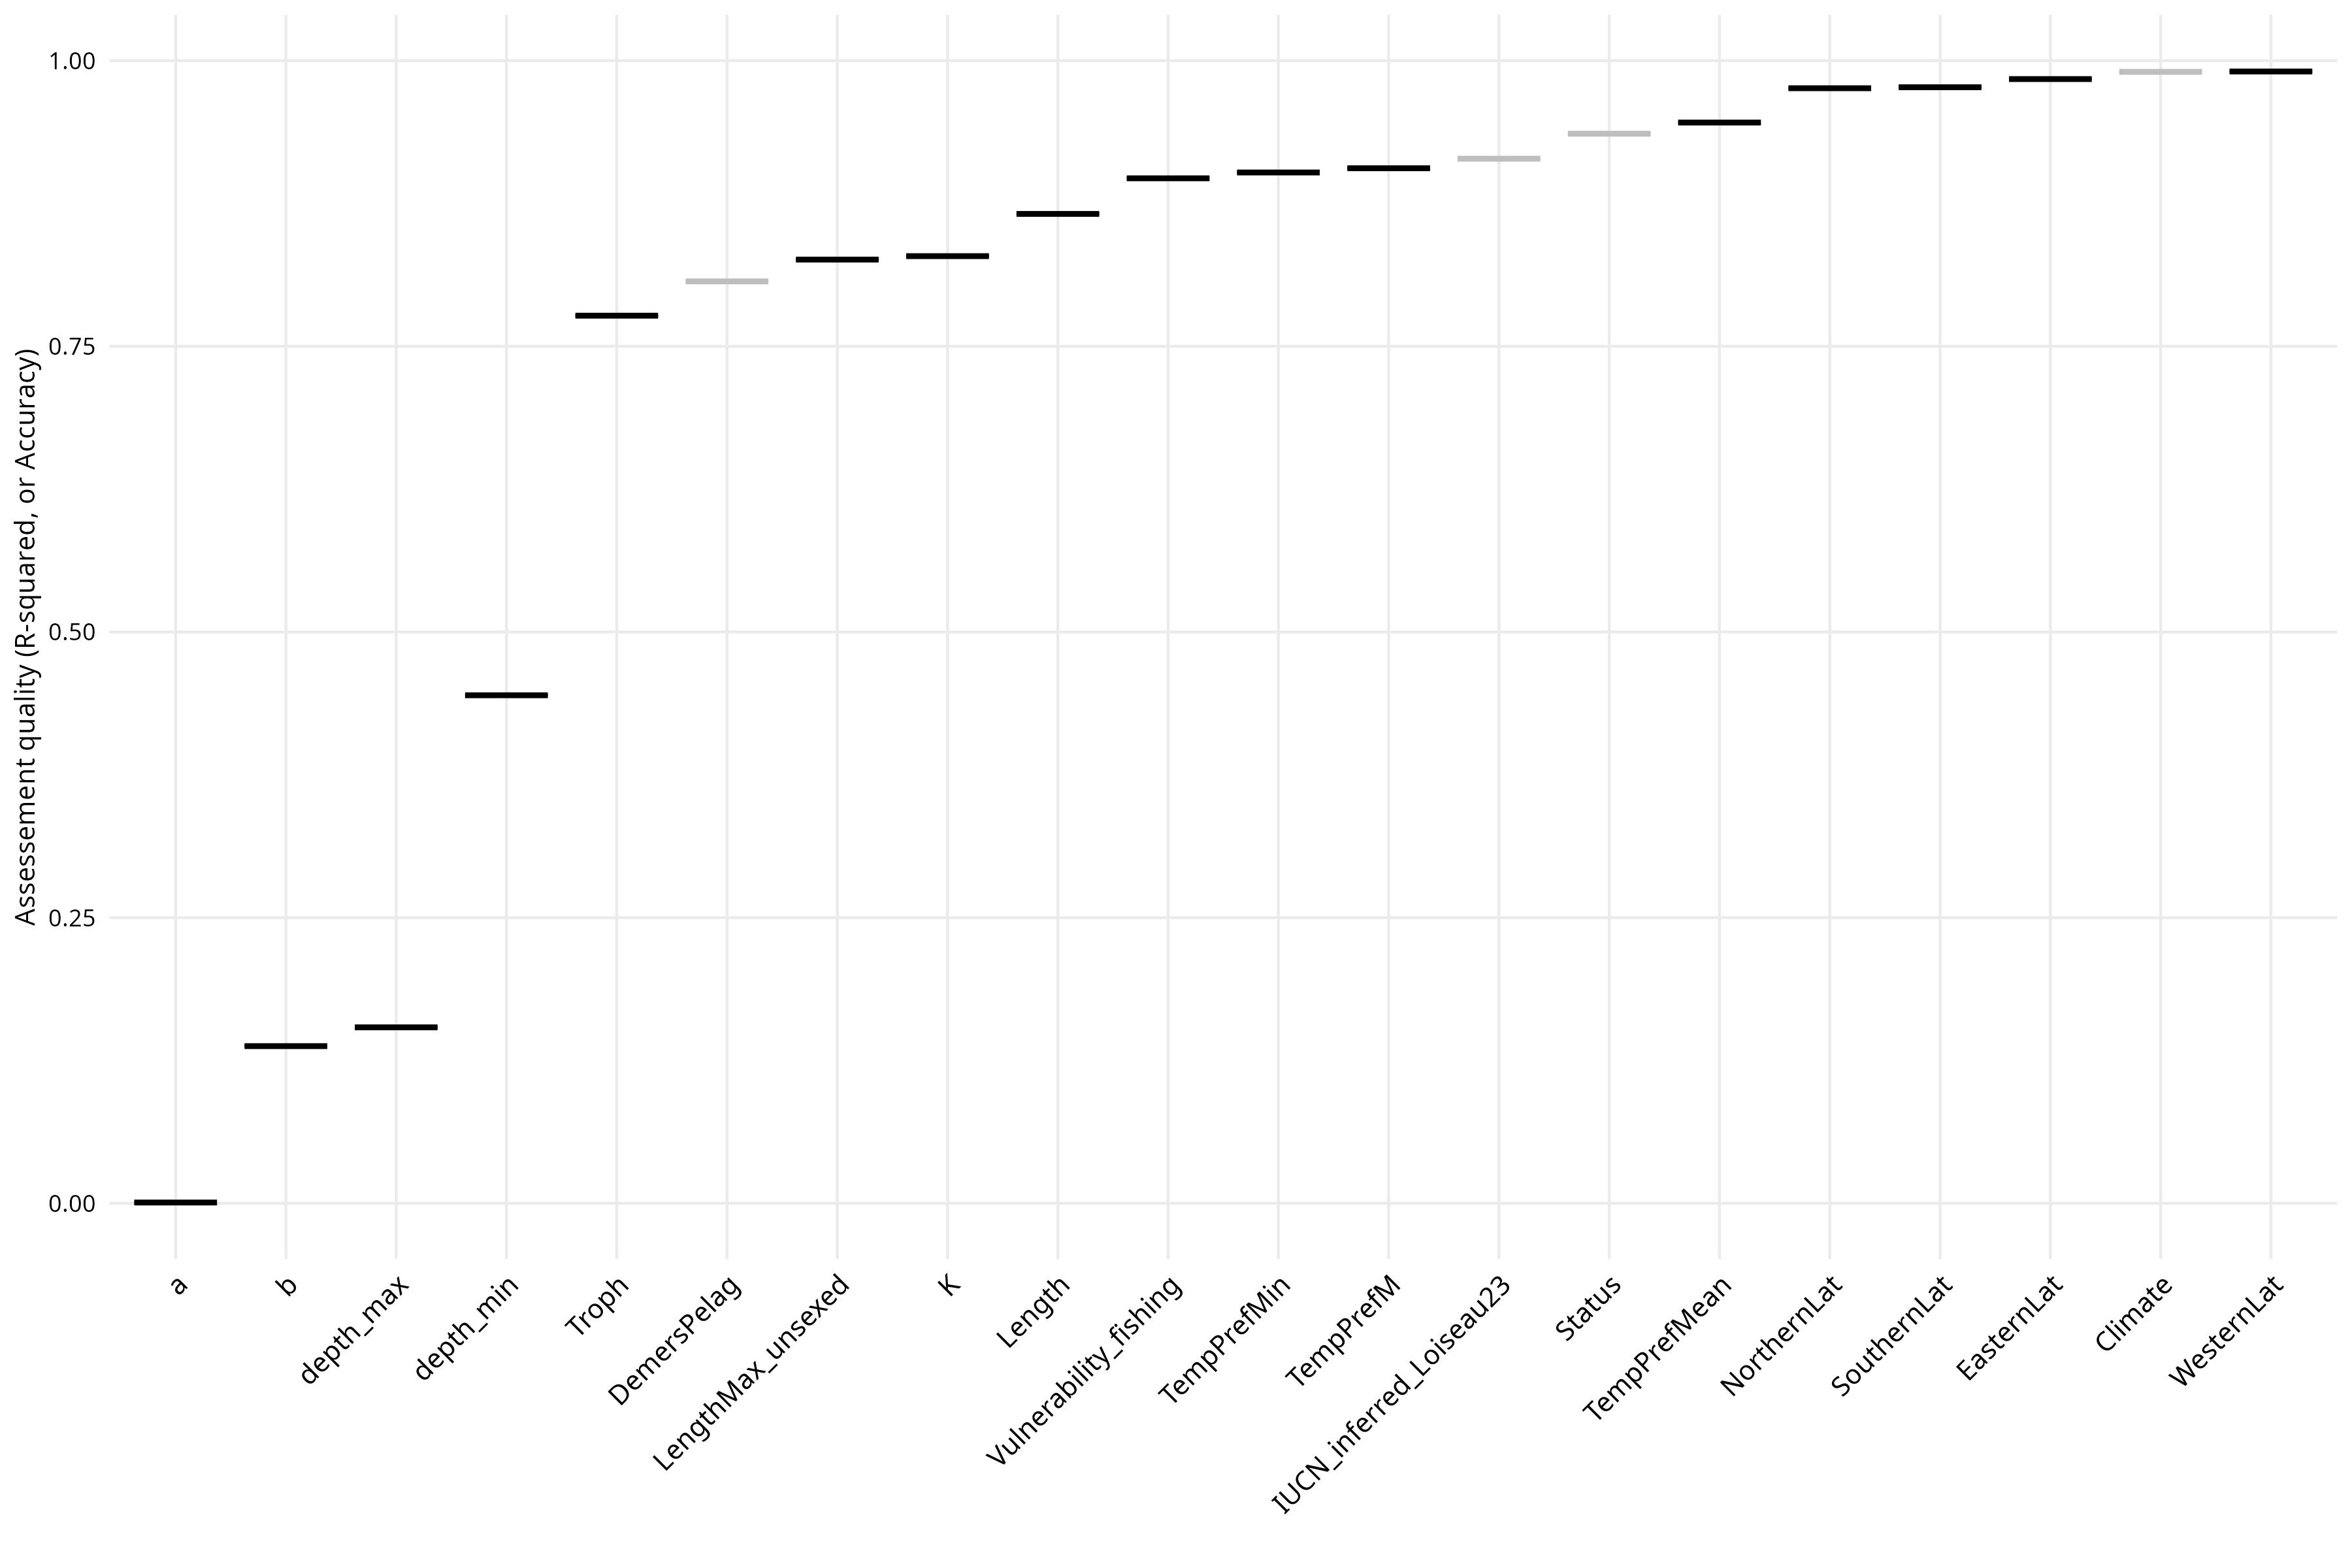 Assessement quality (R-squared, or Accuracy)
1.00
0.75
0.50
0.25
0.00
a
b
depth_max
depth_min
Troph
DemersPelag
LengthMax_unsexed
K
Length
Vulnerability_fishing
TempPrefMin
TempPrefM
IUCN_inferred_Loiseau23
Status
TempPrefMean
NorthernLat
SouthernLat
EasternLat
Climate
WesternLat